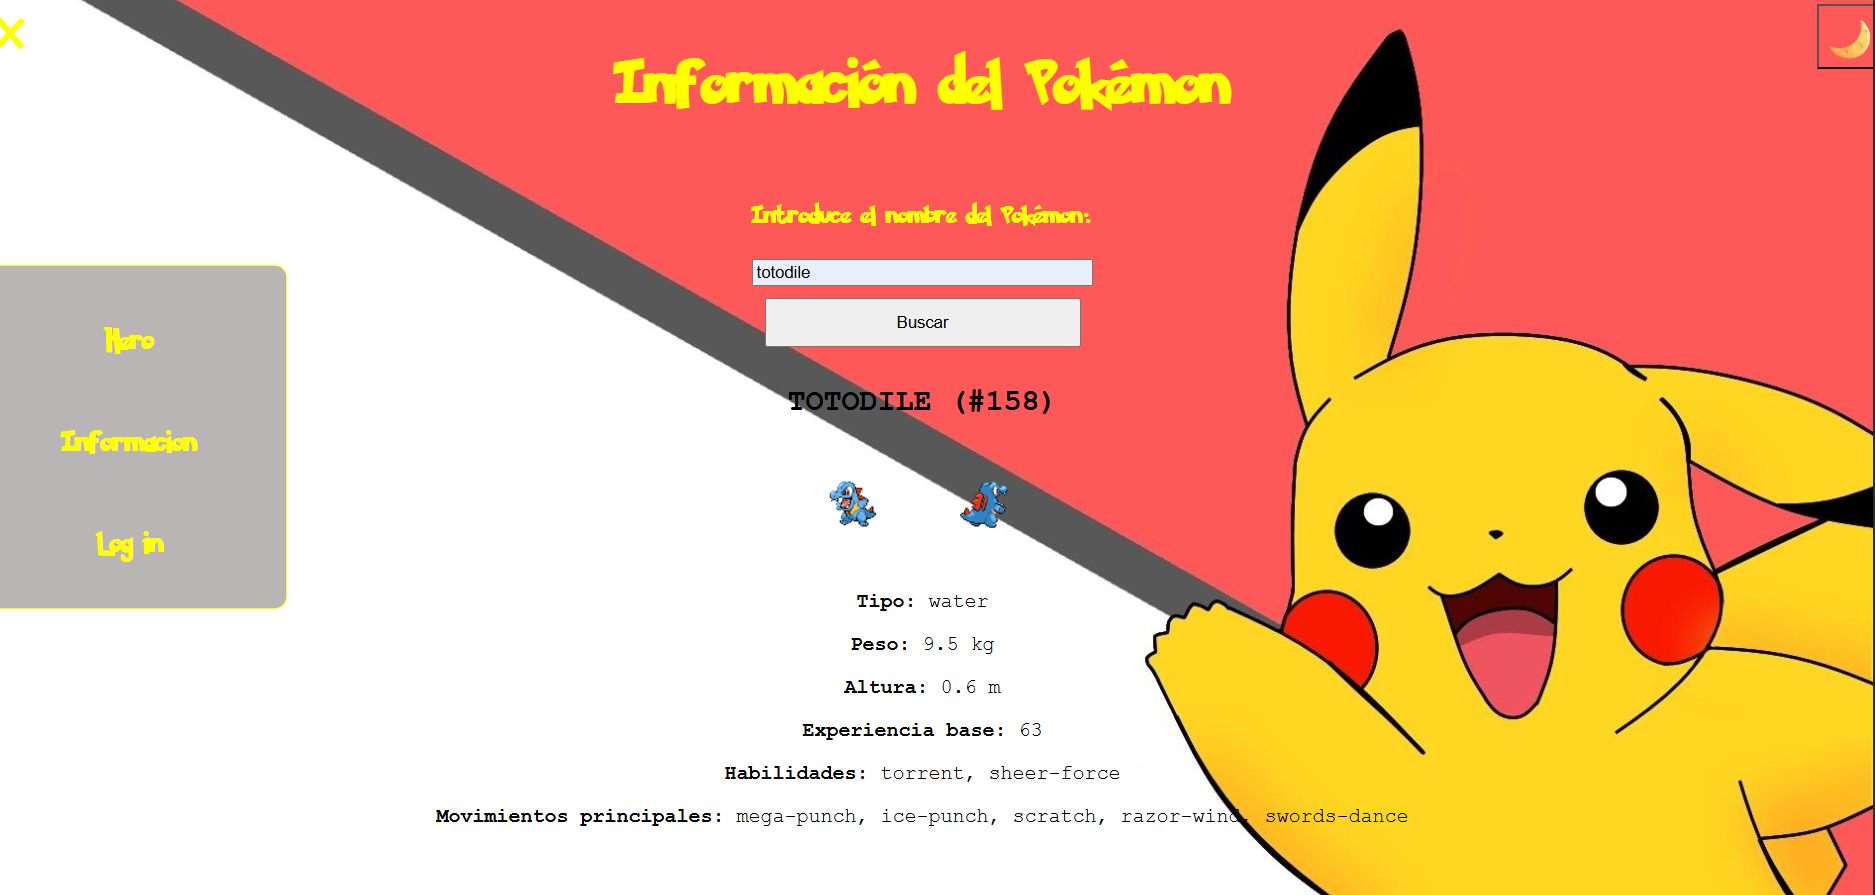 X
Información del Pokémon
Introduce el nombre del Pokémon:
totodile
Buscar
Hero
Informacion
Log in
TOTODILE (#158)
Tipo: water
Peso: 9.5 kg
Altura: 0.6 m
Experiencia base: 63
Habilidades: torrent, sheer-force
Movimientos principales: mega-punch, ice-punch, scratch, razor-wind, swords-dance